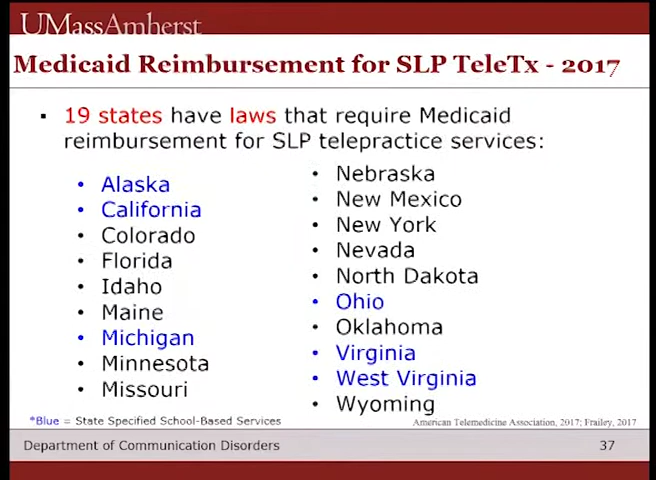 UMassAmherst
Medicaid Reimbursement for SLP TeleTx - 2017
▪ 19 states have laws that require Medicaid
reimbursement for SLP telepractice services:
• Alaska
• California
• Colorado
• Florida
• Idaho
• Maine
• Michigan
• Minnesota
• Missouri
• Nebraska
• New Mexico
• New York
• Nevada
• North Dakota
• Ohio
• Oklahoma
• Virginia
• West Virginia
• Wyoming
*Blue = State Specified School-Based Services
American Telemedicine Association, 2017; Frailey, 2017
Department of Communication Disorders
37